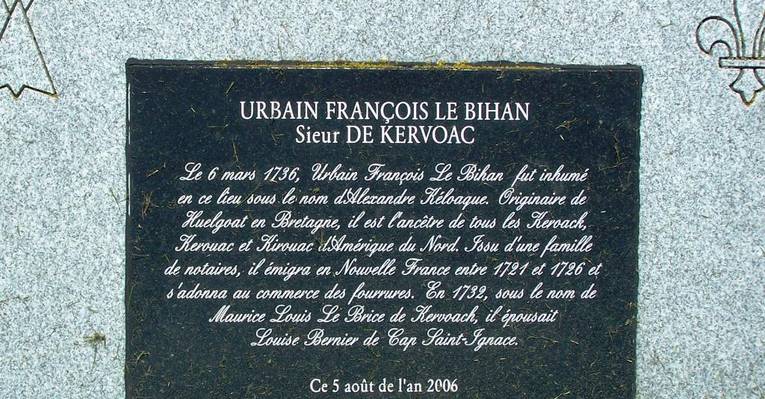 URBAIN FRANÇOIS LE BIHAN
Sieur DE KERVOAC
Le 6 mars 1736, Urbain François Le Bihan fut inhumé
en ce lieu sous le nom d'Alexandre Kéloaque. Originaire de
Huelgoat en Bretagne, il est l'ancêtre de tous les Kervoach,
Kerouac et Kirouac d'Amérique du Nord. Issu d'une famille
de notaires, il émigra en Nouvelle France entre 1721 et 1726 et
s'adonna au commerce des fourrures. En 1732, sous le nom de
Maurice Louis Le Brice de Kervoach, il épousait
Louise Bernier de Cap Saint-Ignace.
Ce 5 août de l'an 2006